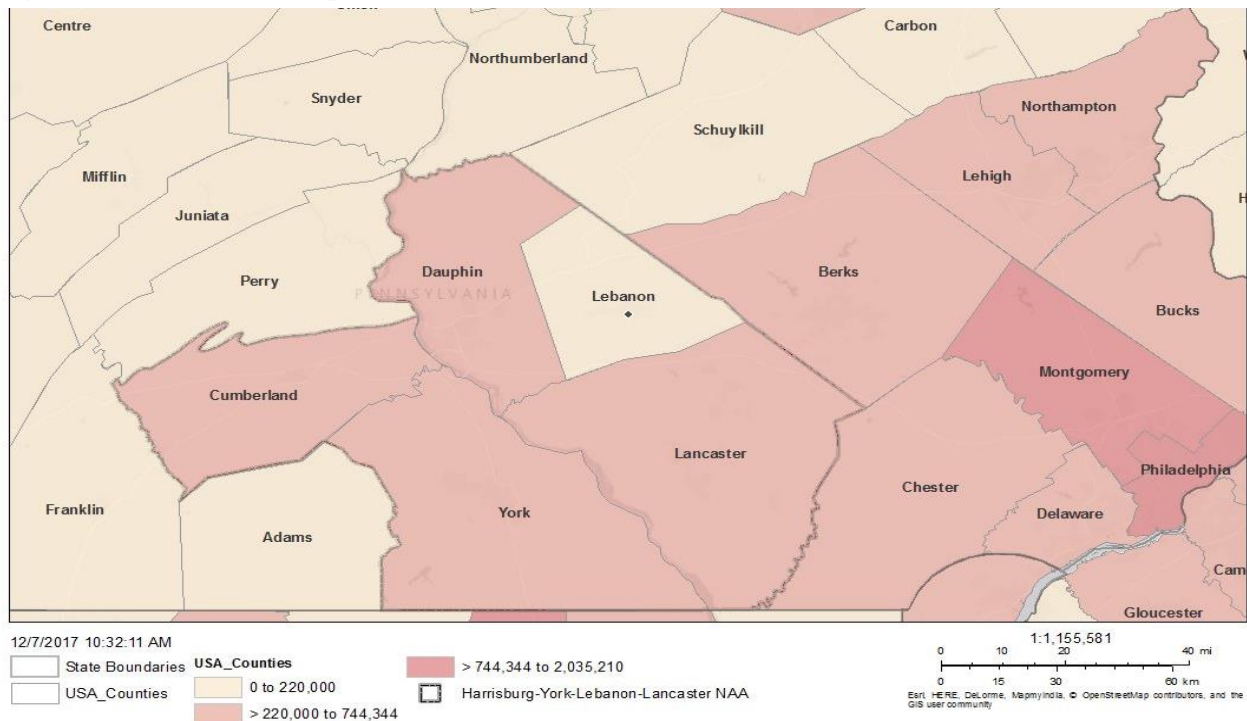 Centre
Carbon
Northumberland
Snyder
Northampton
Schuylkill
Mifflin
Lehigh
Juniata
Dauphin
Berks
Perry
PENNSYLVANIA
Lebanon
Bucks
Montgomery
Cumberland
Lancaster
Philadelphia
Chester
Franklin
York
Delaware
Adams
Cam
Gloucester
12/7/2017 10:32:11 AM
State Boundaries
USA_Counties
USA_Counties
0 to 220,000
> 220,000 to 744,344
> 744,344 to 2,035,210
Harrisburg-York-Lebanon-Lancaster NAA
1:1,155,581
0 10 20 40 mi
0 15 30 60 km
Esri, HERE, DeLorme, MapmyIndia, © OpenStreetMap contributors, and the
GIS user community